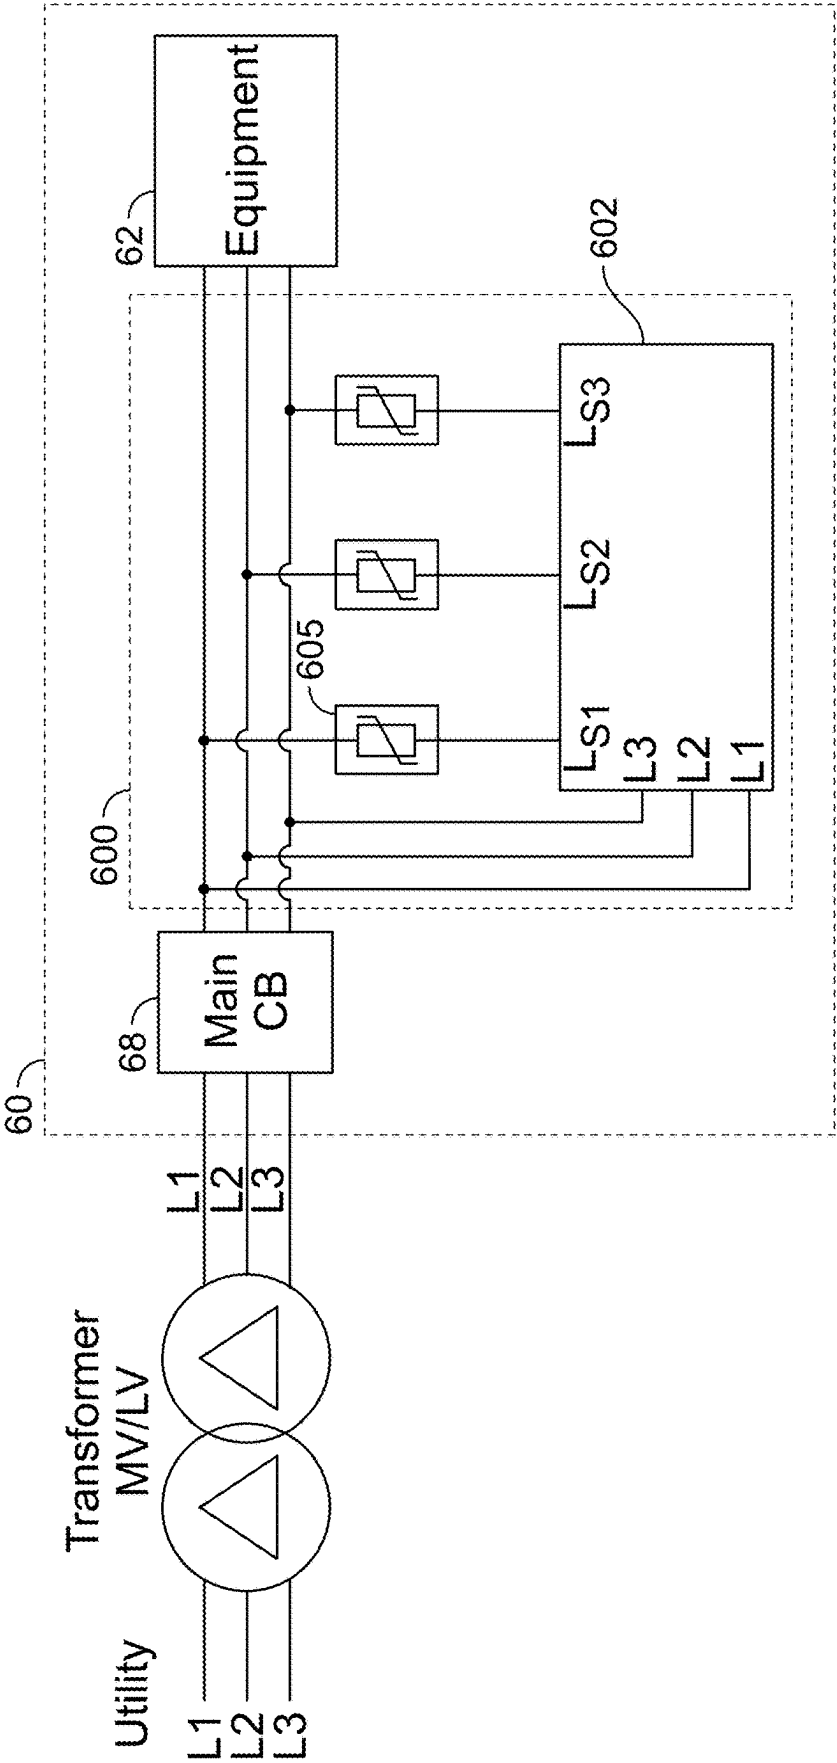 60
62
Equipment
600
68
Main
CB
Transformer
MV/LV
Utility
L1
L2
L3
L1
L2
L3
605
602
LS1
LS2
LS3
L3
L2
L1